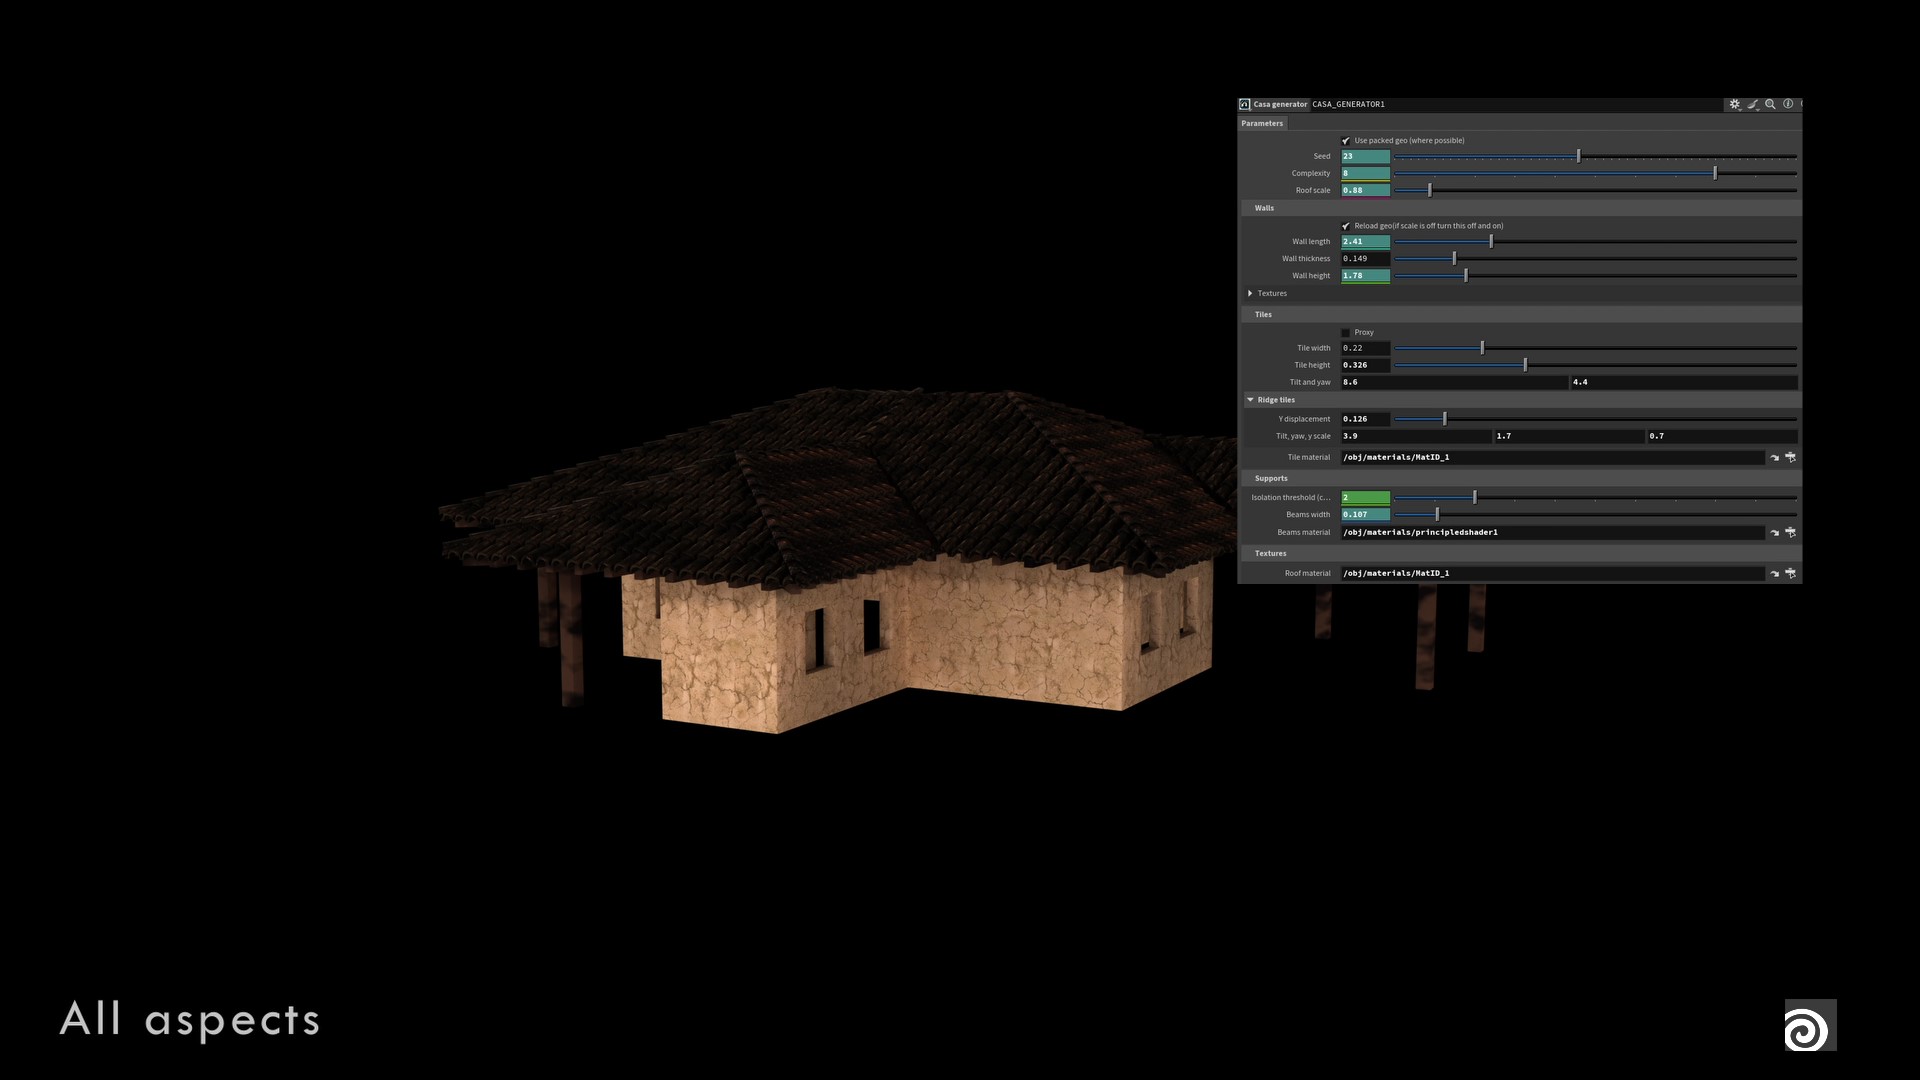 Casa generator CASA_GENERATOR1
Parameters
Use packed geo (where possible)
Seed 23
Complexity 8
Roof scale 0.88
Walls
Reload geo(if scale is off turn this off and on)
Wall length 2.41
Wall thickness 0.149
Wall height 1.78
Textures
Tiles
Proxy
Tile width 0.22
Tile height 0.326
Tilt and yaw 8.6 4.4
Ridge tiles
Y displacement 0.126
Tilt, yaw, y scale 3.9 1.7 0.7
Tile material /obj/materials/MatID_1
Supports
Isolation threshold (c... 2
Beams width 0.107
Beams material /obj/materials/principledshader1
Textures
Roof material /obj/materials/MatID_1
All aspects